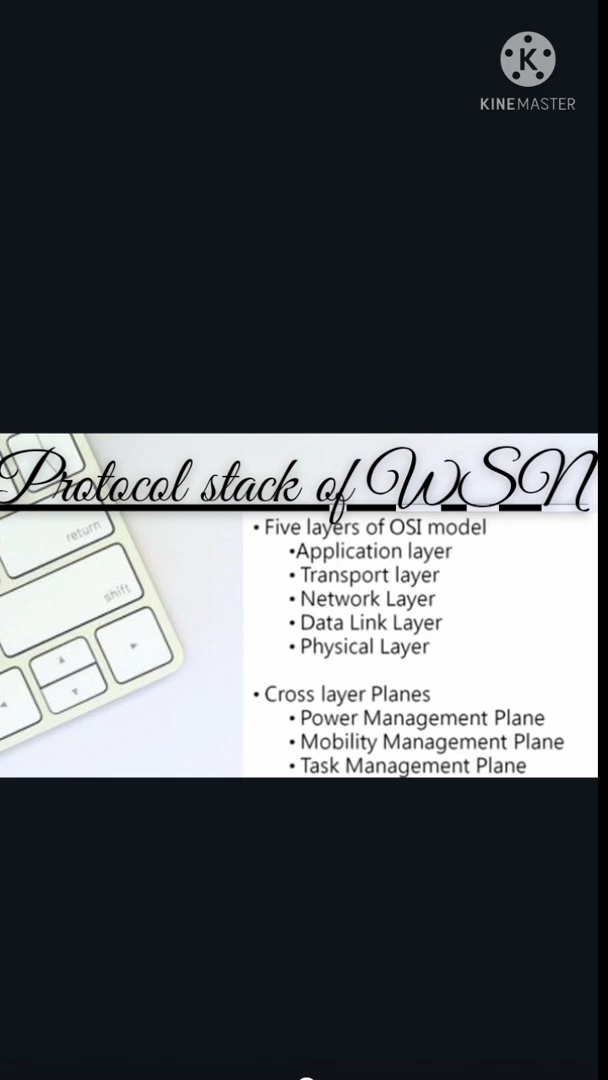 KINEMASTER
Protocol stack of WSN
return
shift
• Five layers of OSI model
•Application layer
• Transport layer
• Network Layer
• Data Link Layer
• Physical Layer
• Cross layer Planes
• Power Management Plane
• Mobility Management Plane
• Task Management Plane